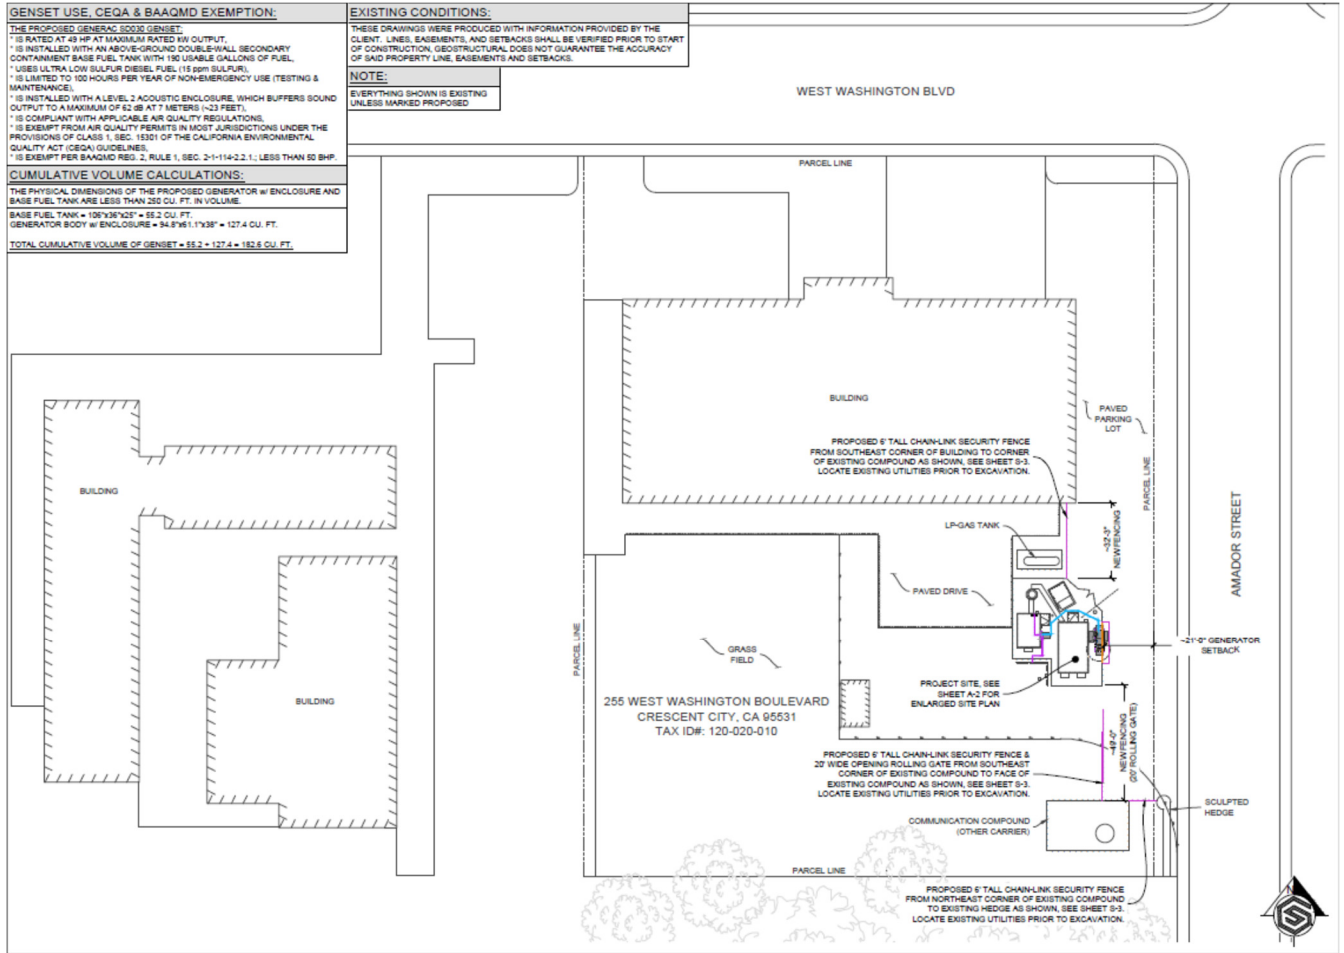 GENSET USE, CEQA & BAAQMD EXEMPTION:
THE PROPOSED GENERAC SD030 GENSET:
* IS RATED AT 49 HP AT MAXIMUM RATED kW OUTPUT,
* IS INSTALLED WITH AN ABOVE-GROUND DOUBLE-WALL SECONDARY
CONTAINMENT BASE FUEL TANK WITH 190 USABLE GALLONS OF FUEL,
* USES ULTRA LOW SULFUR DIESEL FUEL (15 ppm SULFUR),
* IS LIMITED TO 100 HOURS PER YEAR OF NON-EMERGENCY USE (TESTING &
MAINTENANCE),
* IS INSTALLED WITH A LEVEL 2 ACOUSTIC ENCLOSURE, WHICH BUFFERS SOUND
OUTPUT TO A MAXIMUM OF 62 dB AT 7 METERS (~23 FEET),
* IS COMPLIANT WITH APPLICABLE AIR QUALITY REGULATIONS,
* IS EXEMPT FROM AIR QUALITY PERMITS IN MOST JURISDICTIONS UNDER THE
PROVISIONS OF CLASS 1, SEC. 15301 OF THE CALIFORNIA ENVIRONMENTAL
QUALITY ACT (CEQA) GUIDELINES,
* IS EXEMPT PER BAAQMD REG. 2, RULE 1, SEC. 2-1-114-2.2.1.; LESS THAN 50 BHP.
CUMULATIVE VOLUME CALCULATIONS:
THE PHYSICAL DIMENSIONS OF THE PROPOSED GENERATOR w/ ENCLOSURE AND
BASE FUEL TANK ARE LESS THAN 250 CU. FT. IN VOLUME.
BASE FUEL TANK = 106"x36"x25" = 55.2 CU. FT.
GENERATOR BODY w/ ENCLOSURE = 94.8"x61.1"x38" = 127.4 CU. FT.
TOTAL CUMULATIVE VOLUME OF GENSET = 55.2 + 127.4 = 182.6 CU. FT.
EXISTING CONDITIONS:
THESE DRAWINGS WERE PRODUCED WITH INFORMATION PROVIDED BY THE
CLIENT. LINES, EASEMENTS, AND SETBACKS SHALL BE VERIFIED PRIOR TO START
OF CONSTRUCTION, GEOSTRUCTURAL DOES NOT GUARANTEE THE ACCURACY
OF SAID PROPERTY LINE, EASEMENTS AND SETBACKS.
NOTE:
EVERYTHING SHOWN IS EXISTING
UNLESS MARKED PROPOSED
WEST WASHINGTON BLVD
PARCEL LINE
BUILDING
PAVED
PARKING
LOT
PROPOSED 6' TALL CHAIN-LINK SECURITY FENCE
FROM SOUTHEAST CORNER OF BUILDING TO CORNER
OF EXISTING COMPOUND AS SHOWN, SEE SHEET S-3.
LOCATE EXISTING UTILITIES PRIOR TO EXCAVATION.
PARCEL LINE
AMADOR STREET
BUILDING
LP-GAS TANK
~32'-3"
NEW FENCING
PAVED DRIVE
~21'-0" GENERATOR
SETBACK
PARCEL LINE
GRASS
FIELD
PROJECT SITE, SEE
SHEET A-2 FOR
ENLARGED SITE PLAN
BUILDING
255 WEST WASHINGTON BOULEVARD
CRESCENT CITY, CA 95531
TAX ID#: 120-020-010
~49'-0"
NEW FENCING
(20' ROLLING GATE)
PROPOSED 6' TALL CHAIN-LINK SECURITY FENCE &
20' WIDE OPENING ROLLING GATE FROM SOUTHEAST
CORNER OF EXISTING COMPOUND TO FACE OF
EXISTING COMPOUND AS SHOWN, SEE SHEET S-3.
LOCATE EXISTING UTILITIES PRIOR TO EXCAVATION.
SCULPTED
HEDGE
COMMUNICATION COMPOUND
(OTHER CARRIER)
PARCEL LINE
PROPOSED 6' TALL CHAIN-LINK SECURITY FENCE
FROM NORTHEAST CORNER OF EXISTING COMPOUND
TO EXISTING HEDGE AS SHOWN, SEE SHEET S-3.
LOCATE EXISTING UTILITIES PRIOR TO EXCAVATION.
N